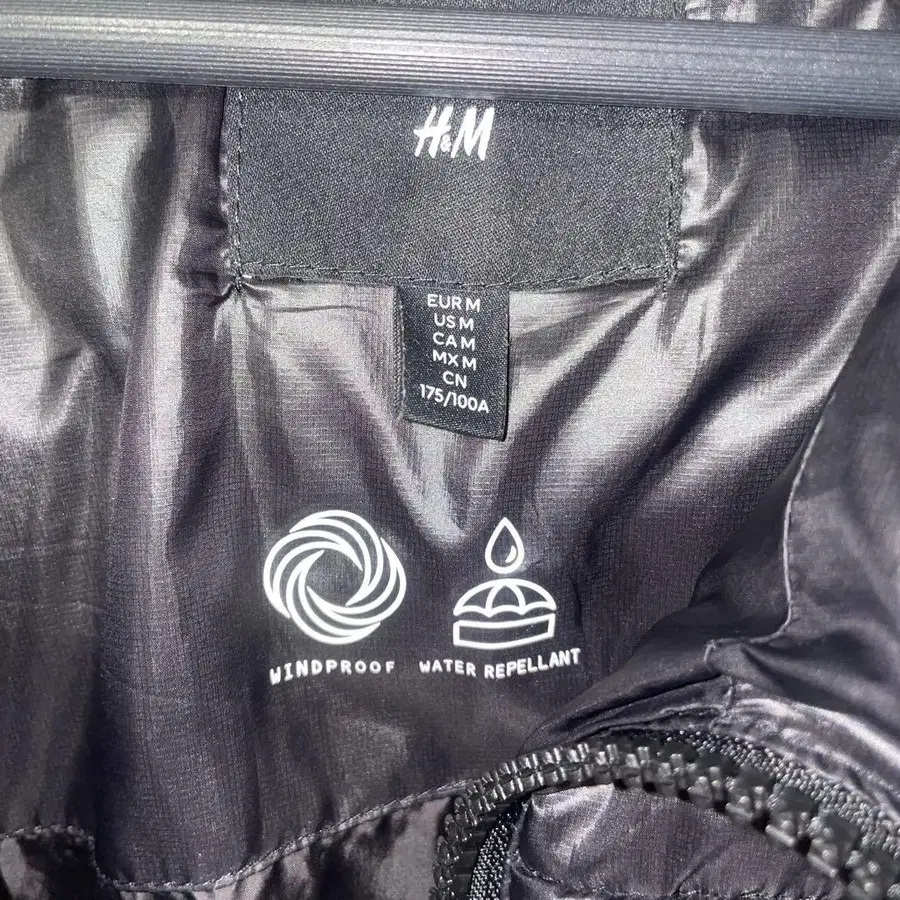 H&M
EUR M
US M
CA M
MX M
CN
175/100A
WINDPROOF
WATER REPELLANT